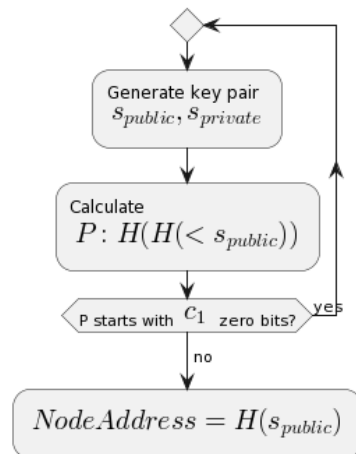 Generate key pair
s_{public}, s_{private}
Calculate
P: H(H(< s_{public}))
P starts with c_1 zero bits?
yes
no
NodeAddress = H(s_{public})